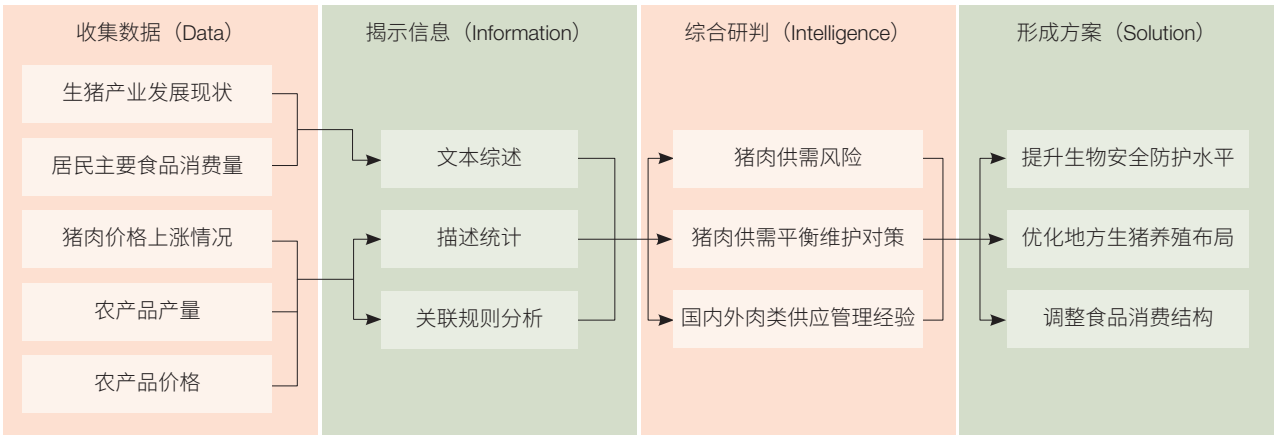 收集数据（Data）
生猪产业发展现状
居民主要食品消费量
猪肉价格上涨情况
农产品产量
农产品价格
揭示信息（Information）
文本综述
描述统计
关联规则分析
综合研判（Intelligence）
猪肉供需风险
猪肉供需平衡维护对策
国内外肉类供应管理经验
形成方案（Solution）
提升生物安全防护水平
优化地方生猪养殖布局
调整食品消费结构